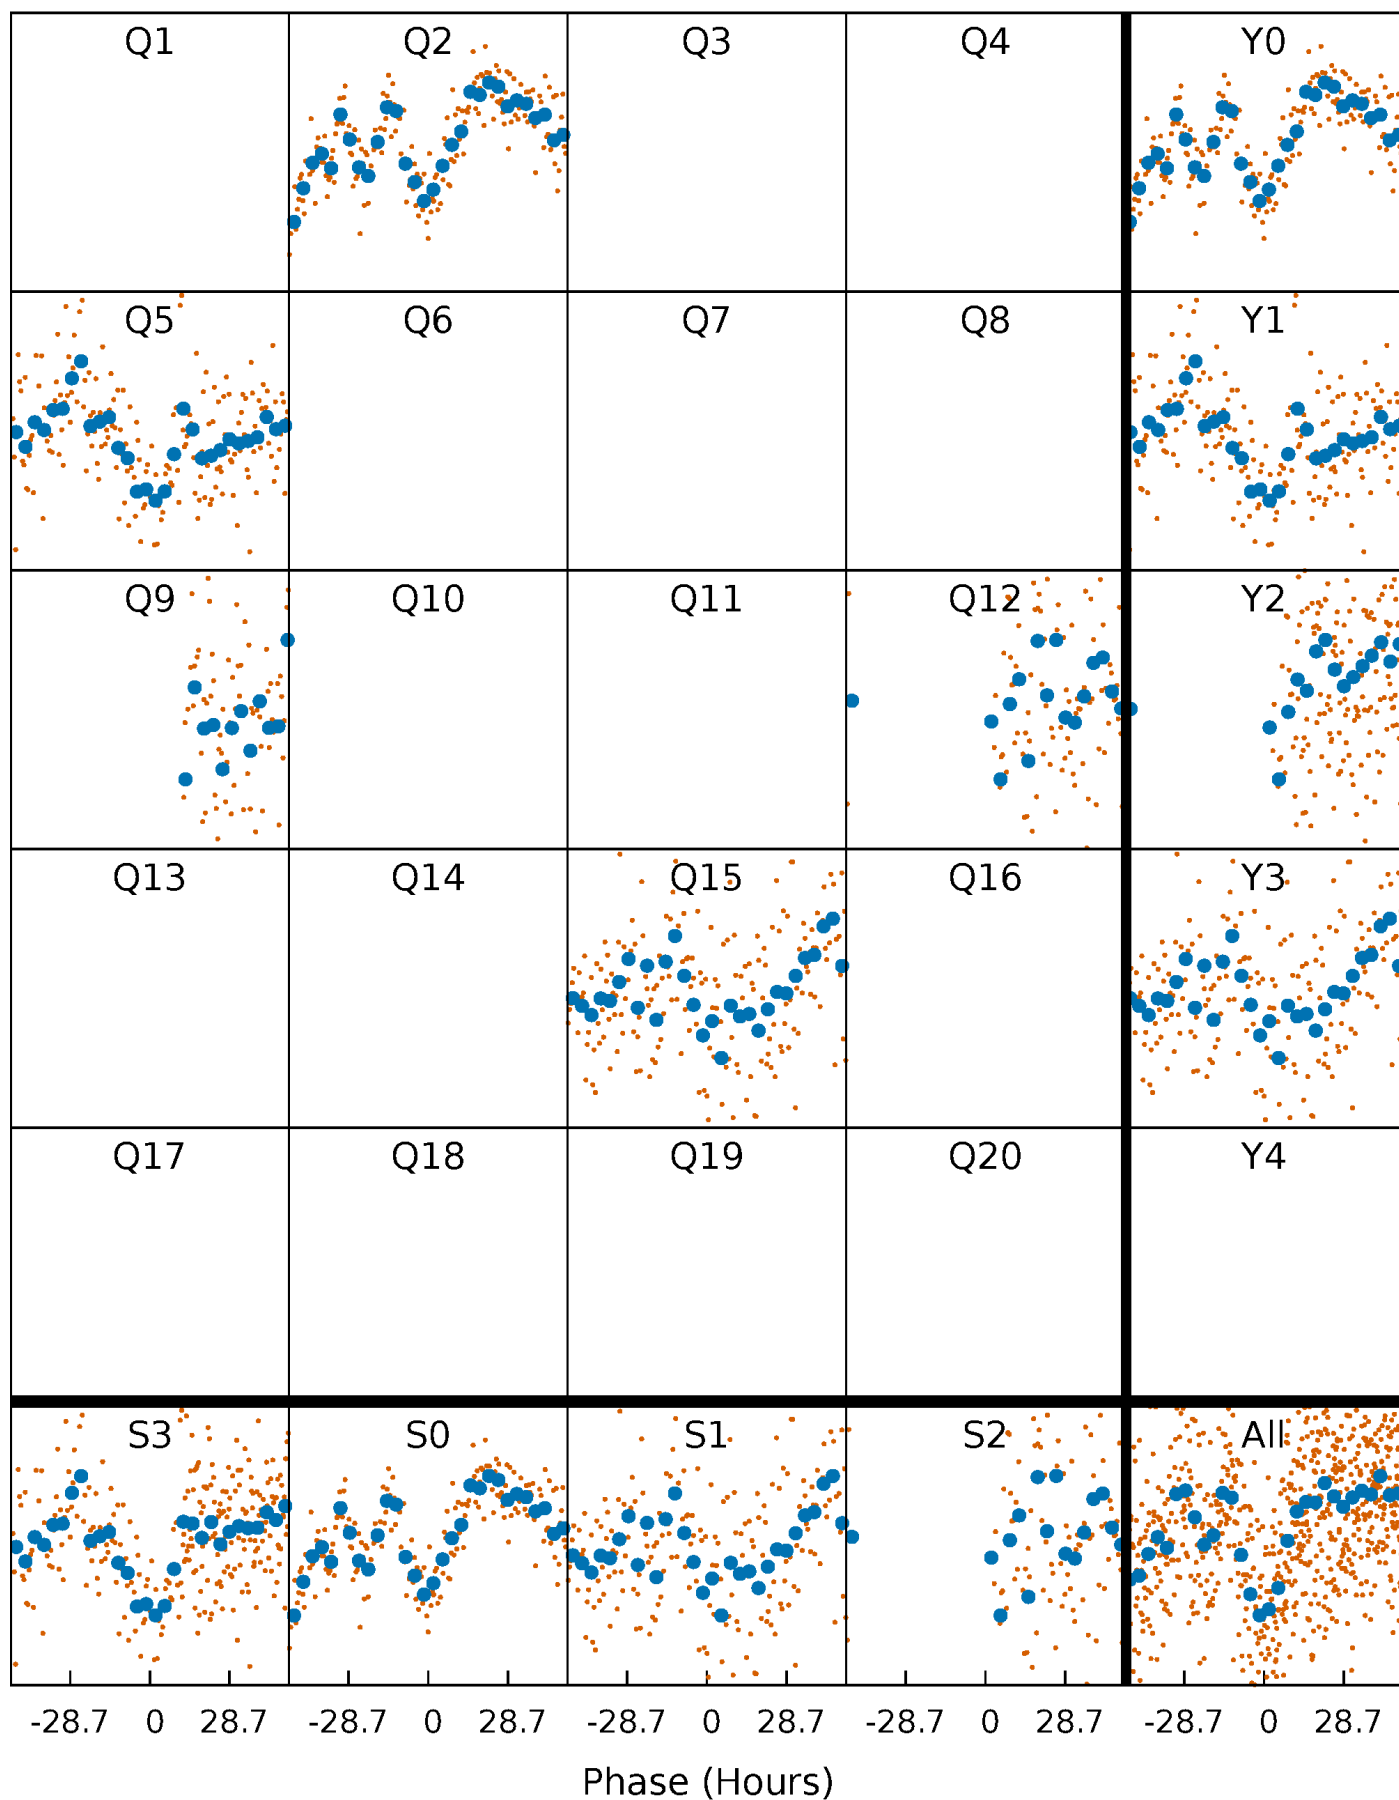 Q1 Q2 Q3 Q4 Y0
Q5 Q6 Q7 Q8 Y1
Q9 Q10 Q11 Q12 Y2
Q13 Q14 Q15 Q16 Y3
Q17 Q18 Q19 Q20 Y4
S3 S0 S1 S2 All
-28.7 0 28.7 -28.7 0 28.7 -28.7 0 28.7 -28.7 0 28.7 -28.7 0 28.7
Phase (Hours)